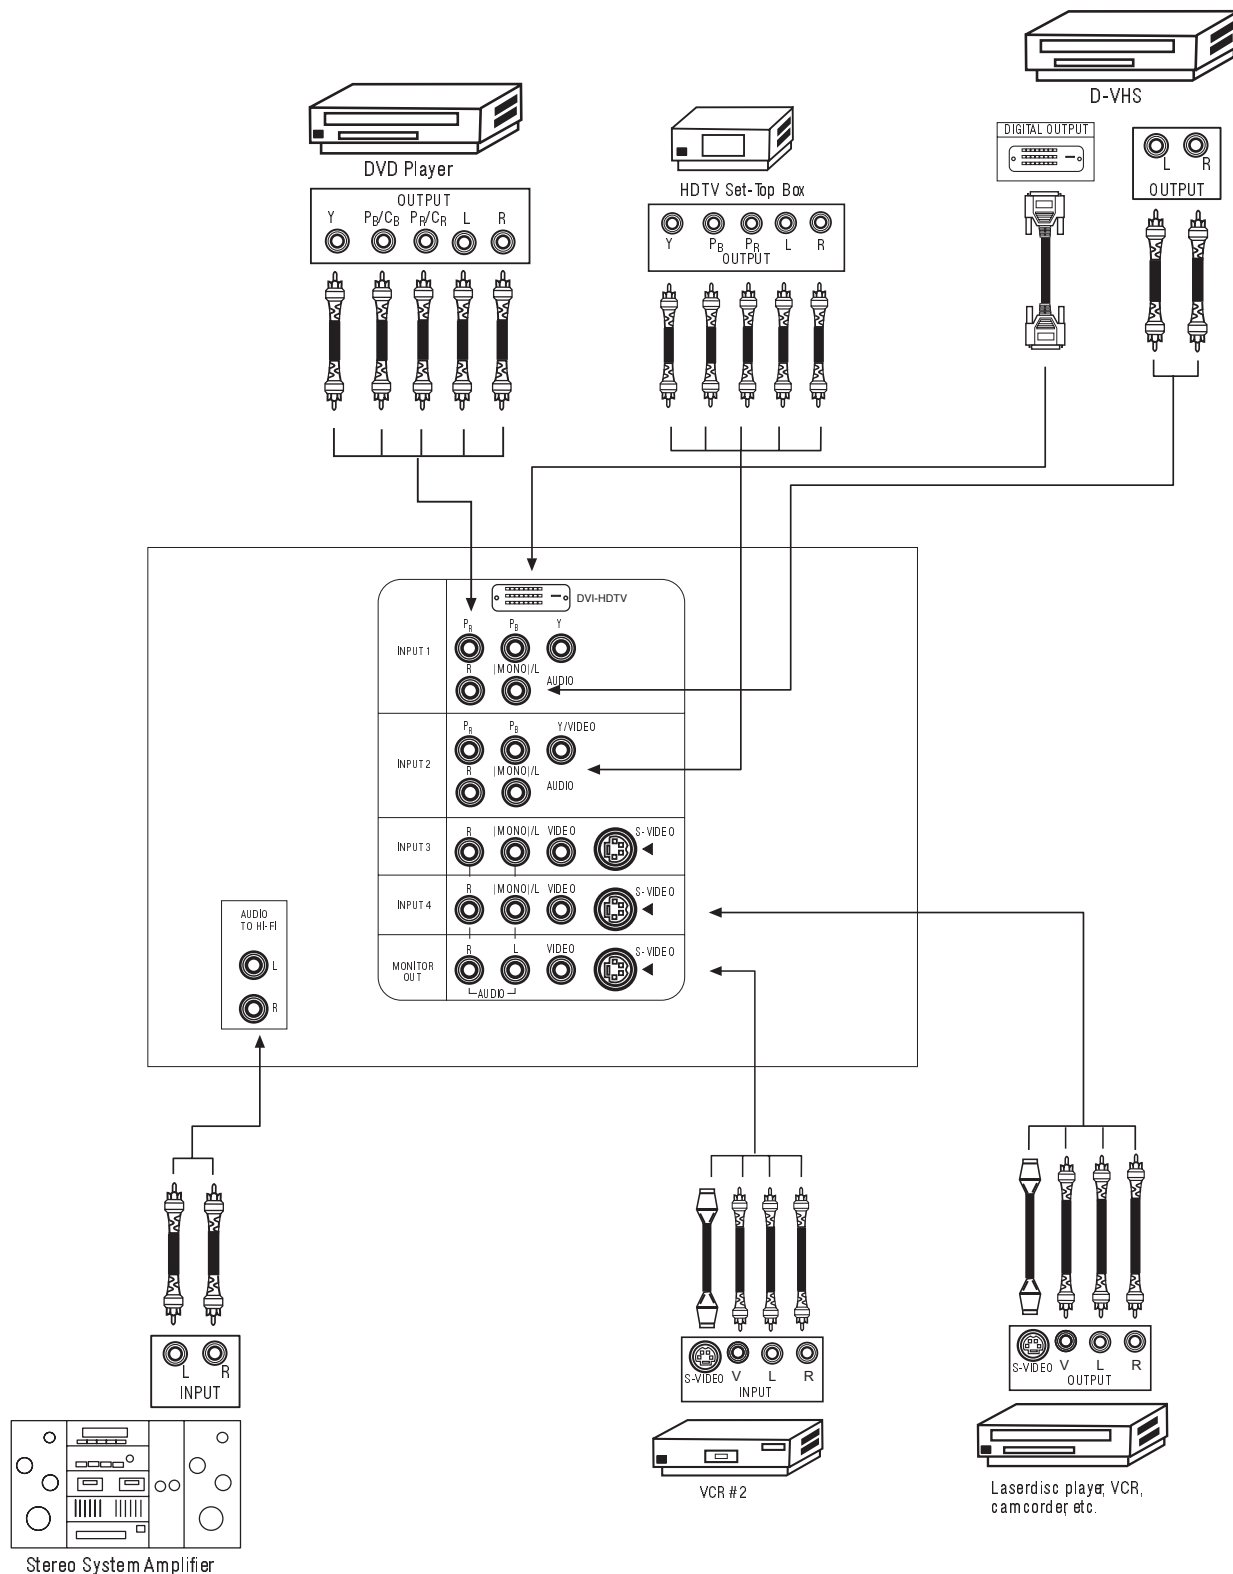 D-VHS
DIGITAL OUTPUT
L R
OUTPUT
DVD Player
OUTPUT
Y PB/CB PR/CR L R
HDTV Set-Top Box
Y PB PR L R
OUTPUT
DVI-HDTV
INPUT 1
PR PB Y
R |MONO|/L AUDIO
INPUT 2
PR PB Y/VIDEO
R |MONO|/L AUDIO
INPUT 3
R |MONO|/L VIDEO S-VIDEO
INPUT 4
R |MONO|/L VIDEO S-VIDEO
MONITOR
OUT
R L VIDEO S-VIDEO
AUDIO
AUDIO
TO HI-FI
L
R
L R
INPUT
Stereo System Amplifier
S-VIDEO V L R
INPUT
VCR #2
S-VIDEO V L R
OUTPUT
Laserdisc player, VCR,
camcorder, etc.